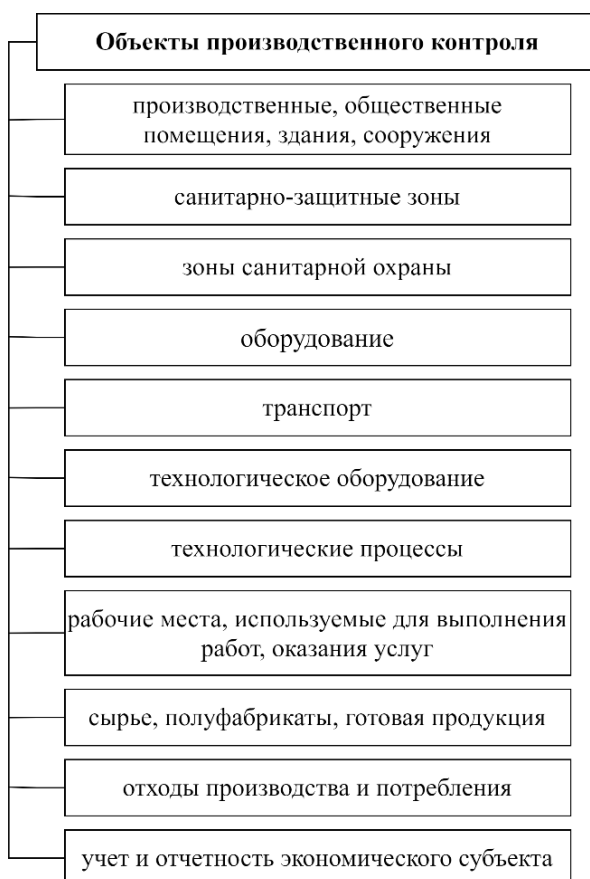 Объекты производственного контроля
производственные, общественные
помещения, здания, сооружения
санитарно-защитные зоны
зоны санитарной охраны
оборудование
транспорт
технологическое оборудование
технологические процессы
рабочие места, используемые для выполнения
работ, оказания услуг
сырье, полуфабрикаты, готовая продукция
отходы производства и потребления
учет и отчетность экономического субъекта